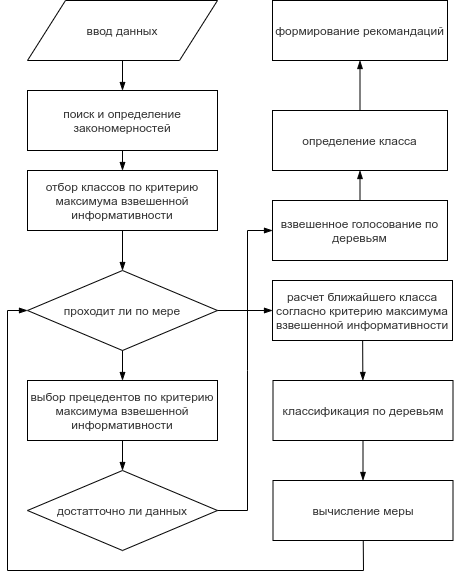 ввод данных
поиск и определение
закономерностей
отбор классов по критерию
максимума взвешенной
информативности
проходит ли по мере
выбор прецедентов по критерию
максимума взвешенной
информативности
достатточно ли данных
формирование рекомандаций
определение класса
взвешенное голосование по
деревьям
расчет ближайшего класса
согласно критерию максимума
взвешенной информативности
классификация по деревьям
вычисление меры